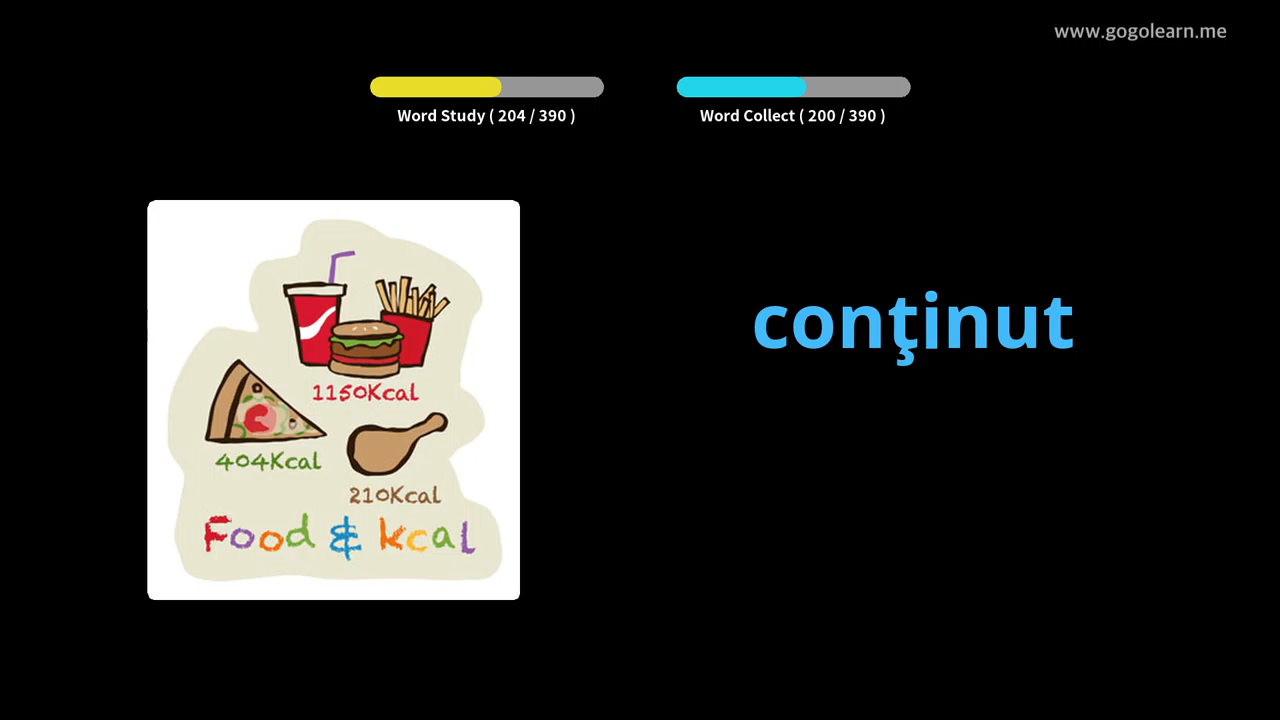 www.gogolearn.me
Word Study ( 204 / 390 )
Word Collect ( 200 / 390 )
conţinut
1150Kcal
404Kcal
210Kcal
Food & kcal